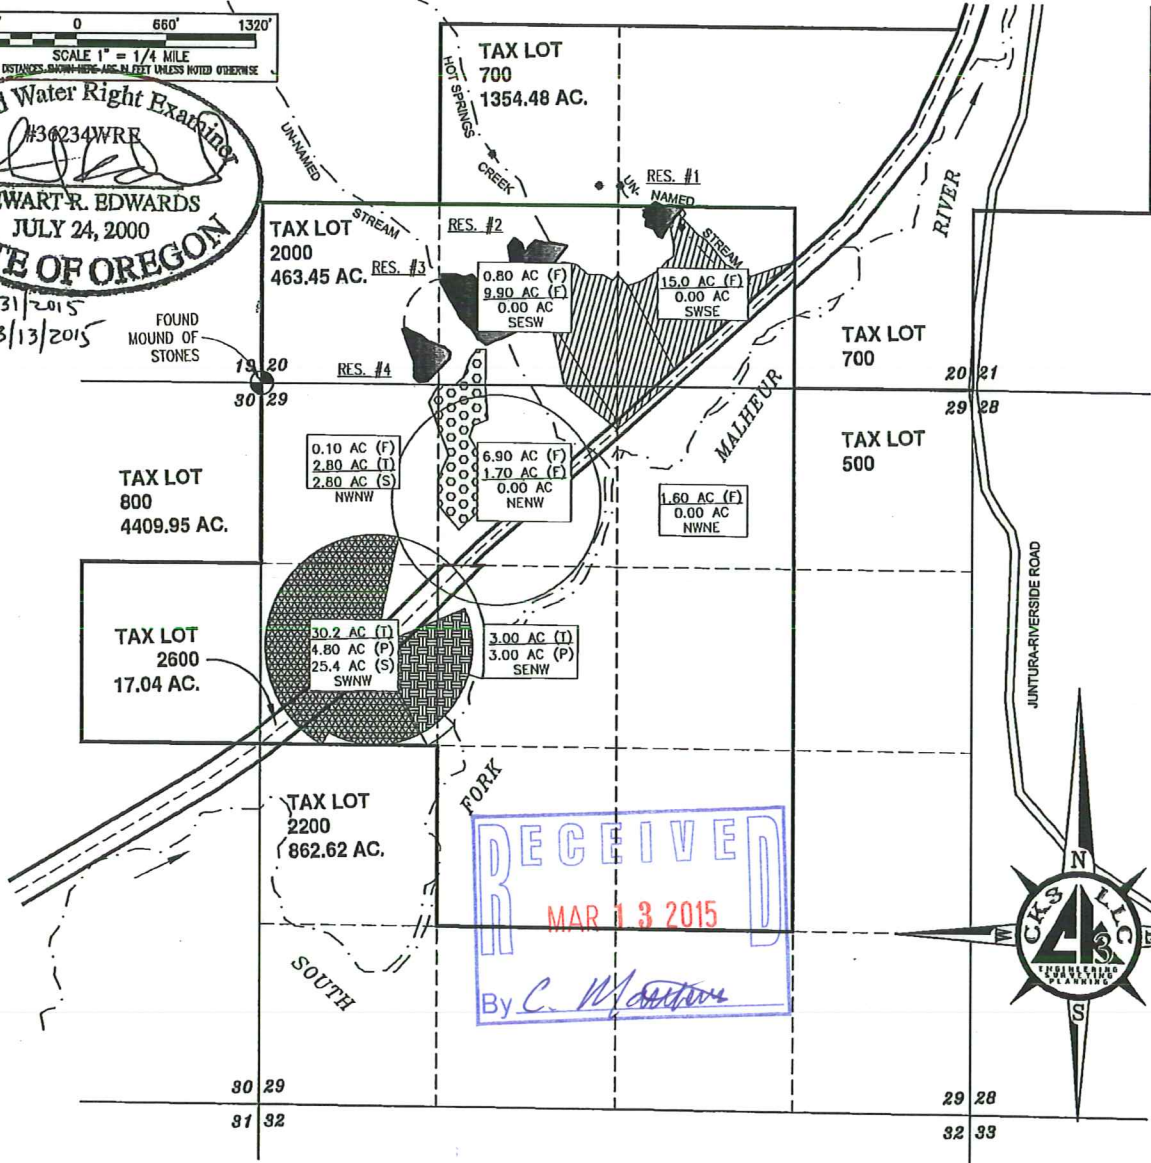 0 660' 1320'
SCALE 1" = 1/4 MILE
DISTANCES SHOWN HERE ARE IN FEET UNLESS NOTED OTHERWISE
Water Right Examiner
#36234WRE
WART R. EDWARDS
JULY 24, 2000
TE OF OREGON
31/2015
3/13/2015
FOUND
MOUND OF
STONES
UN-NAMED
STREAM
HOT SPRINGS
CREEK
TAX LOT
700
1354.48 AC.
TAX LOT
2000
463.45 AC.
RES. #1
RES. #2
RES. #3
RES. #4
UN-
NAMED
STREAM
0.80 AC (F)
9.90 AC (F)
0.00 AC
SESW
15.0 AC (F)
0.00 AC
SWSE
RIVER
MALHEUR
TAX LOT
700
19 20
30 29
20 21
29 28
TAX LOT
500
TAX LOT
800
4409.95 AC.
0.10 AC (F)
2.80 AC (T)
2.80 AC (S)
NWNW
6.90 AC (F)
1.70 AC (F)
0.00 AC
NENW
1.60 AC (F)
0.00 AC
NWNE
JUNTURA-RIVERSIDE ROAD
TAX LOT
2600
17.04 AC.
30.2 AC (T)
4.80 AC (P)
25.4 AC (S)
SWNW
3.00 AC (T)
3.00 AC (P)
SENW
TAX LOT
2200
862.62 AC.
FORK
SOUTH
RECEIVED
MAR 13 2015
By C. Martin
N
W
E
S
CKS LLC
3
ENGINEERING
SURVEYING
PLANNING
30 29
31 32
29 28
32 33